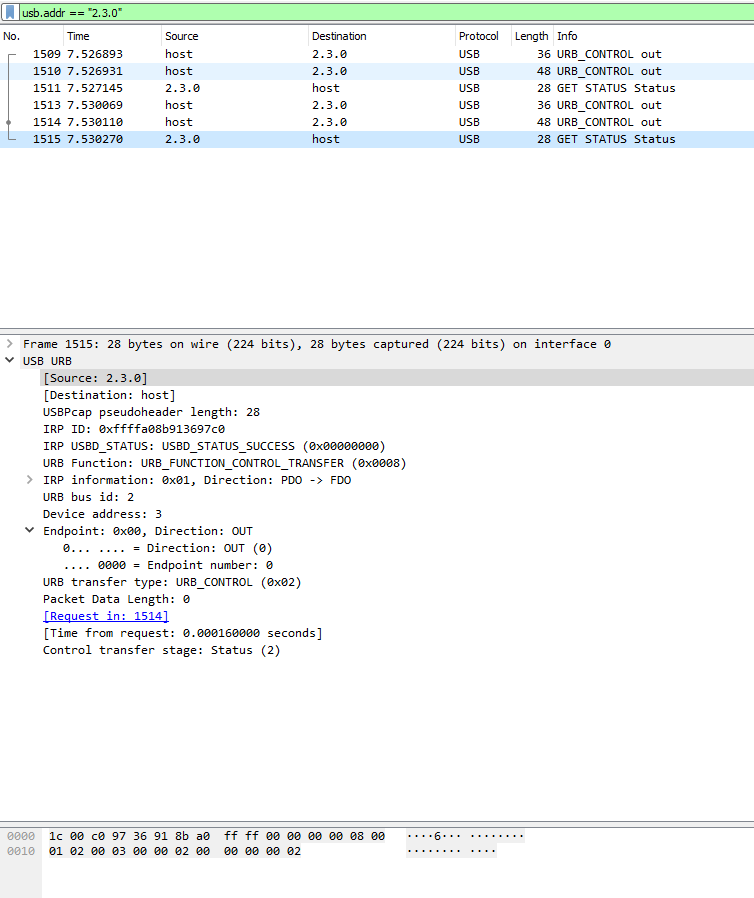 usb.addr == "2.3.0"
No. Time Source Destination Protocol Length Info
1509 7.526893 host 2.3.0 USB 36 URB_CONTROL out
1510 7.526931 host 2.3.0 USB 48 URB_CONTROL out
1511 7.527145 2.3.0 host USB 28 GET STATUS Status
1513 7.530069 host 2.3.0 USB 36 URB_CONTROL out
1514 7.530110 host 2.3.0 USB 48 URB_CONTROL out
1515 7.530270 2.3.0 host USB 28 GET STATUS Status
Frame 1515: 28 bytes on wire (224 bits), 28 bytes captured (224 bits) on interface 0
USB URB
[Source: 2.3.0]
[Destination: host]
USBPcap pseudoheader length: 28
IRP ID: 0xffffa08b913697c0
IRP USBD_STATUS: USBD_STATUS_SUCCESS (0x00000000)
URB Function: URB_FUNCTION_CONTROL_TRANSFER (0x0008)
IRP information: 0x01, Direction: PDO -> FDO
URB bus id: 2
Device address: 3
Endpoint: 0x00, Direction: OUT
0... .... = Direction: OUT (0)
.... 0000 = Endpoint number: 0
URB transfer type: URB_CONTROL (0x02)
Packet Data Length: 0
[Request in: 1514]
[Time from request: 0.000160000 seconds]
Control transfer stage: Status (2)
0000 1c 00 c0 97 36 91 8b a0 ff ff 00 00 00 00 08 00 ····6··· ········
0010 01 02 00 03 00 00 02 00 00 00 00 02 ········ ····